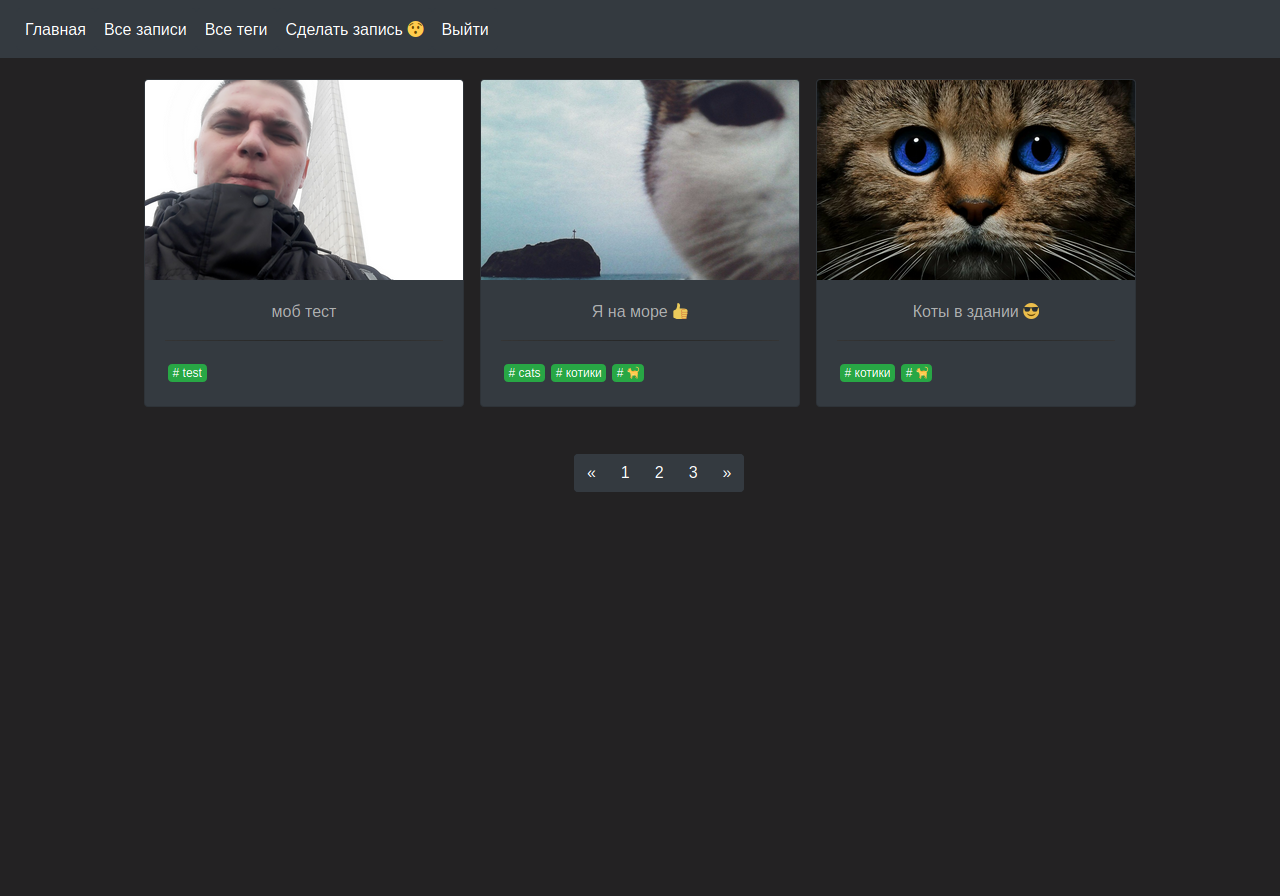 Главная Все записи Все теги Сделать запись 😯 Выйти
моб тест
# test
Я на море 👍
# cats # котики # 🐈
Коты в здании 😎
# котики # 🐈
« 1 2 3 »